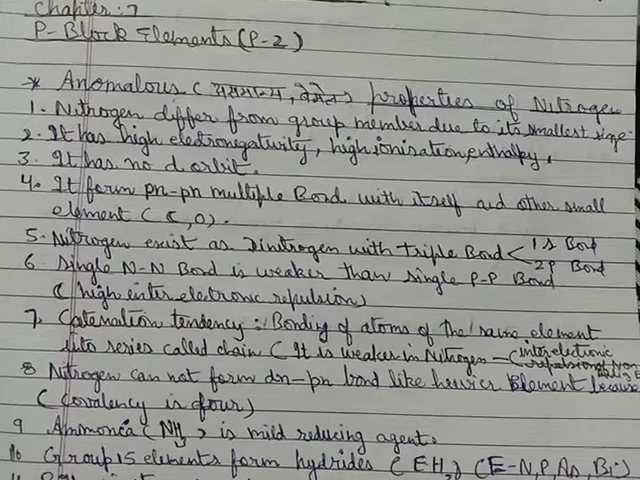 Chapter:7
P-Block Elements (P-2)
* Anomalous (असामान्य, बेमेल) properties of Nitrogen
1. Nitrogen differ from group member due to its smallest size
2. It has high electronegativity, high ionisation enthalpy,
3. It has no d orbit.
4. It form pπ-pπ multiple Bond with itself and other small
element (C, O).
5. Nitrogen exist as Dinitrogen with triple Bond < 1 s Bond
2 p Bond
6 Single N-N Bond is weaker than single P-P Bond
(high inter electronic repulsion)
7. Catenation tendency: Bonding of atoms of the same element
into series called chain (It is weaker in Nitrogen - (interelectronic
repulsion
8 Nitrogen can not form dπ-pπ bond like heavier element because
(covalency is four)
9 Ammonea (NH3) is mild reducing agent.
10 Group 15 elements form hydrides (EH3) (E-N, P, As, Bi)
11